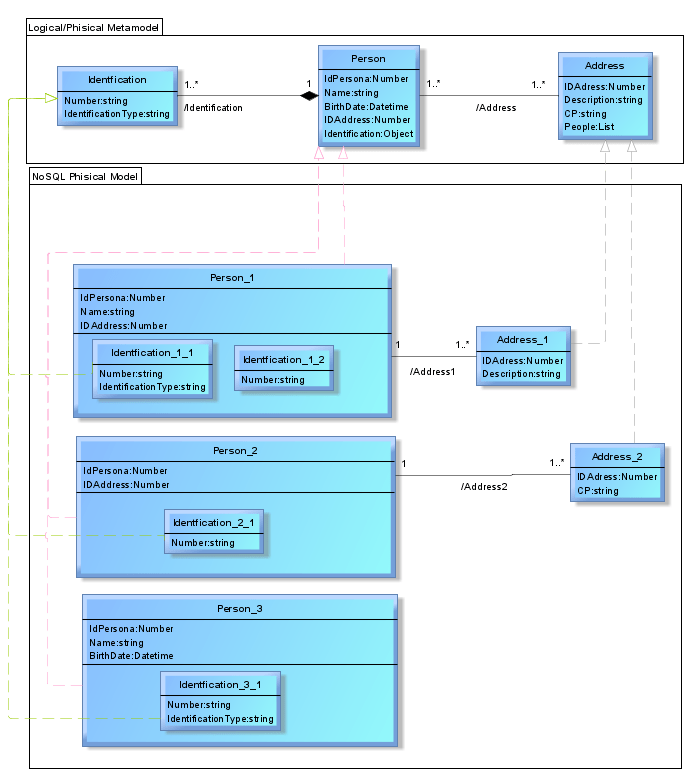 Logical/Phisical Metamodel
Identfication
Number:string
IdentificationType:string
1..*
/Identification
1
Person
IdPersona:Number
Name:string
BirthDate:Datetime
IDAddress:Number
Identification:Object
1..*
/Address
1..*
Address
IDAdress:Number
Description:string
CP:string
People:List
NoSQL Phisical Model
Person_1
IdPersona:Number
Name:string
IDAddress:Number
Identfication_1_1
Number:string
IdentificationType:string
Identfication_1_2
Number:string
1
/Address1
1..*
Address_1
IDAdress:Number
Description:string
Person_2
IdPersona:Number
IDAddress:Number
Identfication_2_1
Number:string
1
/Address2
1..*
Address_2
IDAdress:Number
CP:string
Person_3
IdPersona:Number
Name:string
BirthDate:Datetime
Identfication_3_1
Number:string
IdentificationType:string